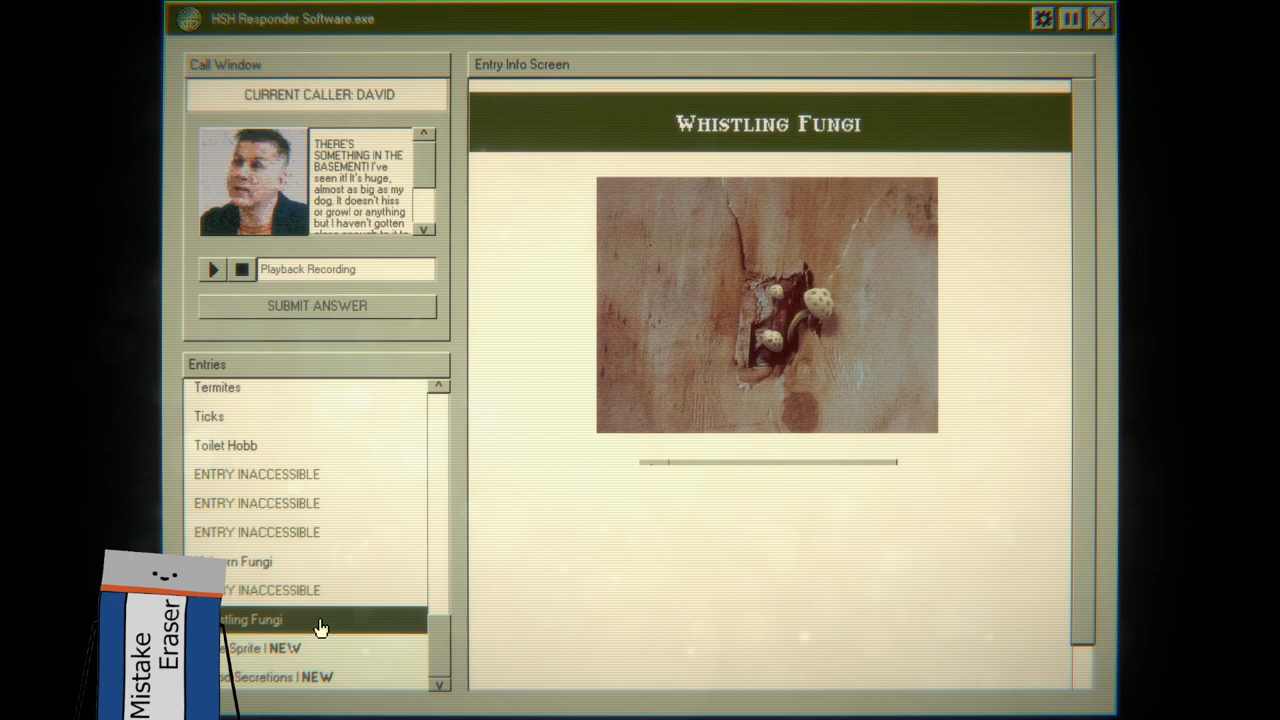 HSH Responder Software.exe
Call Window
CURRENT CALLER: DAVID
THERE'S
SOMETHING IN THE
BASEMENT! I've
seen it! It's huge,
almost as big as my
dog. It doesn't hiss
or growl or anything
but I haven't gotten
Playback Recording
SUBMIT ANSWER
Entries
Termites
Ticks
Toilet Hobb
ENTRY INACCESSIBLE
ENTRY INACCESSIBLE
ENTRY INACCESSIBLE
Fungi
INACCESSIBLE
Fungi
Sprite | NEW
Secretions | NEW
Entry Info Screen
Whistling Fungi
Mistake
Eraser